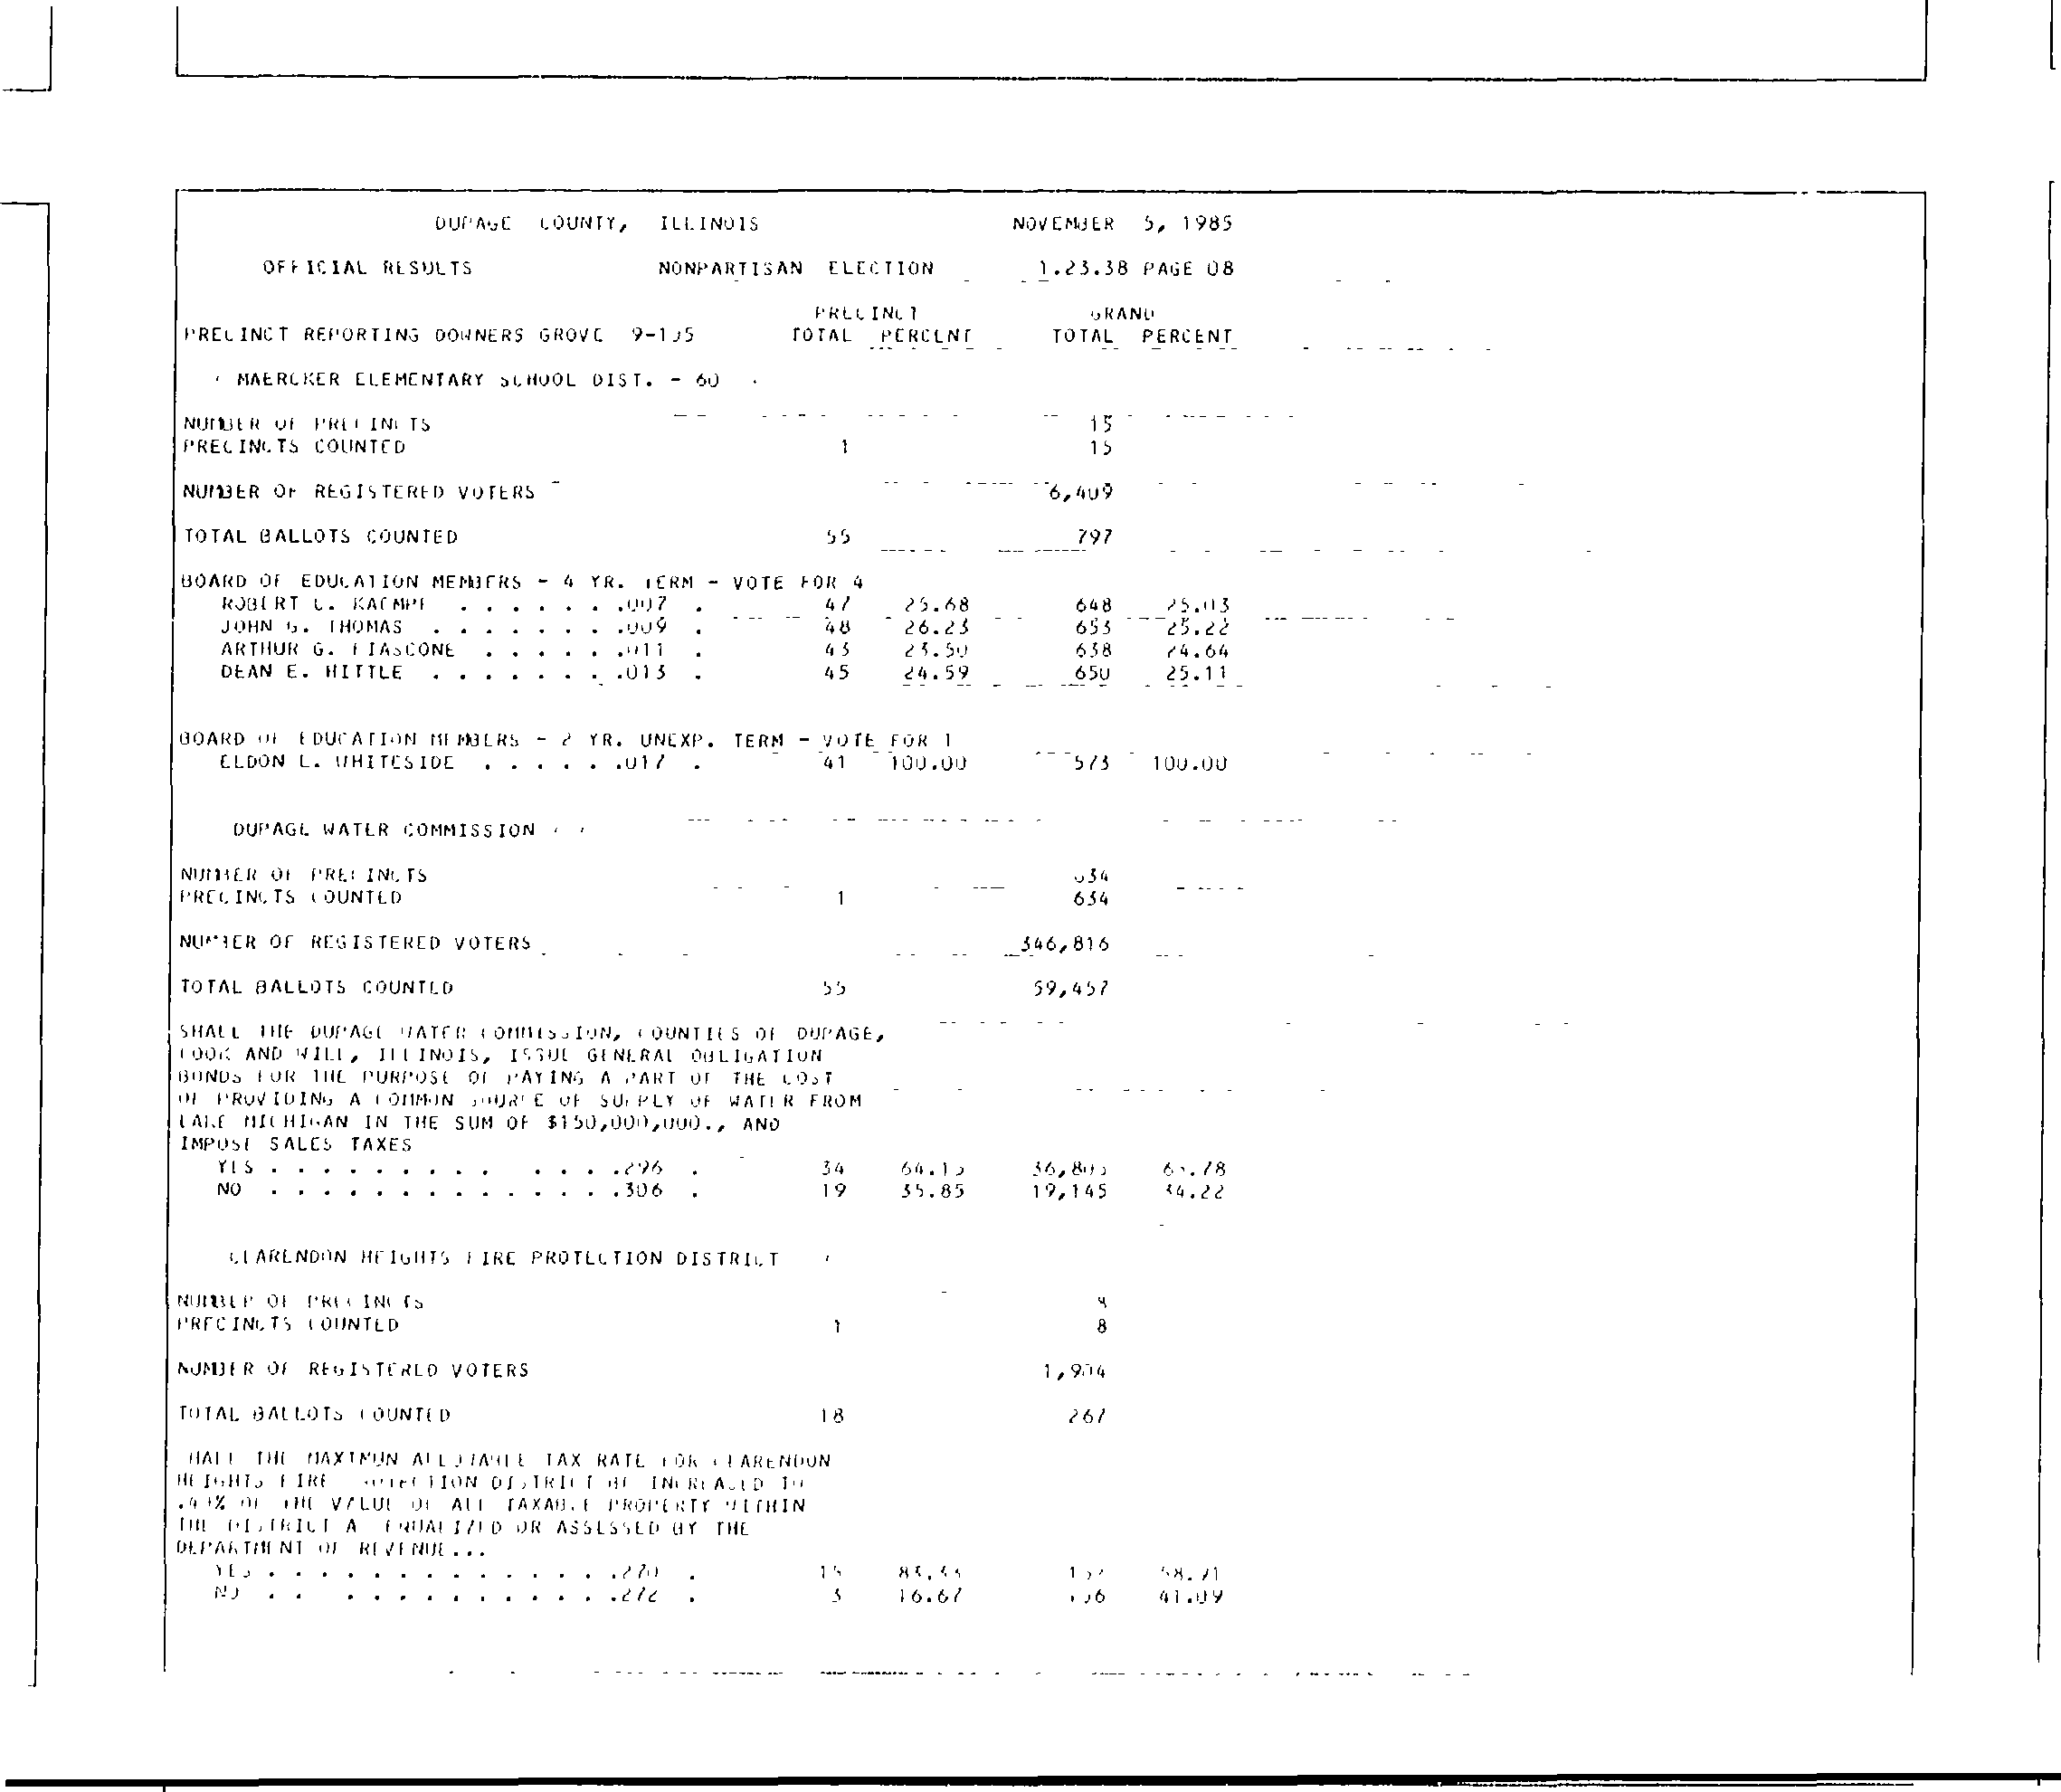 DUPAGE COUNTY, ILLINOIS NOVEMBER 5, 1985
OFFICIAL RESULTS NONPARTISAN ELECTION 1.23.38 PAGE 08
PRECINCT GRAND
PRECINCT REPORTING DOWNERS GROVE 9-105 TOTAL PERCENT TOTAL PERCENT
MAERCKER ELEMENTARY SCHOOL DIST. - 60
NUMBER OF PRECINCTS 15
PRECINCTS COUNTED 1 15
NUMBER OF REGISTERED VOTERS 6,409
TOTAL BALLOTS COUNTED 55 797
BOARD OF EDUCATION MEMBERS - 4 YR. TERM - VOTE FOR 4
ROBERT C. KAEMPF . . . . . . .007 . 47 25.68 648 25.03
JOHN G. THOMAS . . . . . . . .009 . 48 26.23 653 25.22
ARTHUR G. FIASCONE . . . . . .011 . 43 23.50 638 24.64
DEAN E. HITTLE . . . . . . . .013 . 45 24.59 650 25.11
BOARD OF EDUCATION MEMBERS - 2 YR. UNEXP. TERM - VOTE FOR 1
ELDON L. WHITESIDE . . . . . .017 . 41 100.00 573 100.00
DUPAGE WATER COMMISSION
NUMBER OF PRECINCTS 634
PRECINCTS COUNTED 1 634
NUMBER OF REGISTERED VOTERS 346,816
TOTAL BALLOTS COUNTED 55 59,457
SHALL THE DUPAGE WATER COMMISSION, COUNTIES OF DUPAGE,
COOK AND WILL, ILLINOIS, ISSUE GENERAL OBLIGATION
BONDS FOR THE PURPOSE OF PAYING A PART OF THE COST
OF PROVIDING A COMMON SOURCE OF SUPPLY OF WATER FROM
LAKE MICHIGAN IN THE SUM OF $150,000,000., AND
IMPOSE SALES TAXES
YES . . . . . . . . . . . . .296 . 34 64.15 36,805 65.78
NO . . . . . . . . . . . . . .306 . 19 35.85 19,145 34.22
CLARENDON HEIGHTS FIRE PROTECTION DISTRICT
NUMBER OF PRECINCTS 8
PRECINCTS COUNTED 1 8
NUMBER OF REGISTERED VOTERS
TOTAL BALLOTS COUNTED 18 267
SHALL THE MAXIMUM ALLOWABLE TAX RATE FOR CLARENDON
HEIGHTS FIRE PROTECTION DISTRICT BE INCREASED TO
OF THE VALUE OF ALL TAXABLE PROPERTY WITHIN
THE DISTRICT AS EQUALIZED OR ASSESSED BY THE
DEPARTMENT OF REVENUE...
YES . . . . . . . . . . . . . .270 . 15 83.33 58.91
NO . . . . . . . . . . . . .272 . 3 16.67 106 41.09